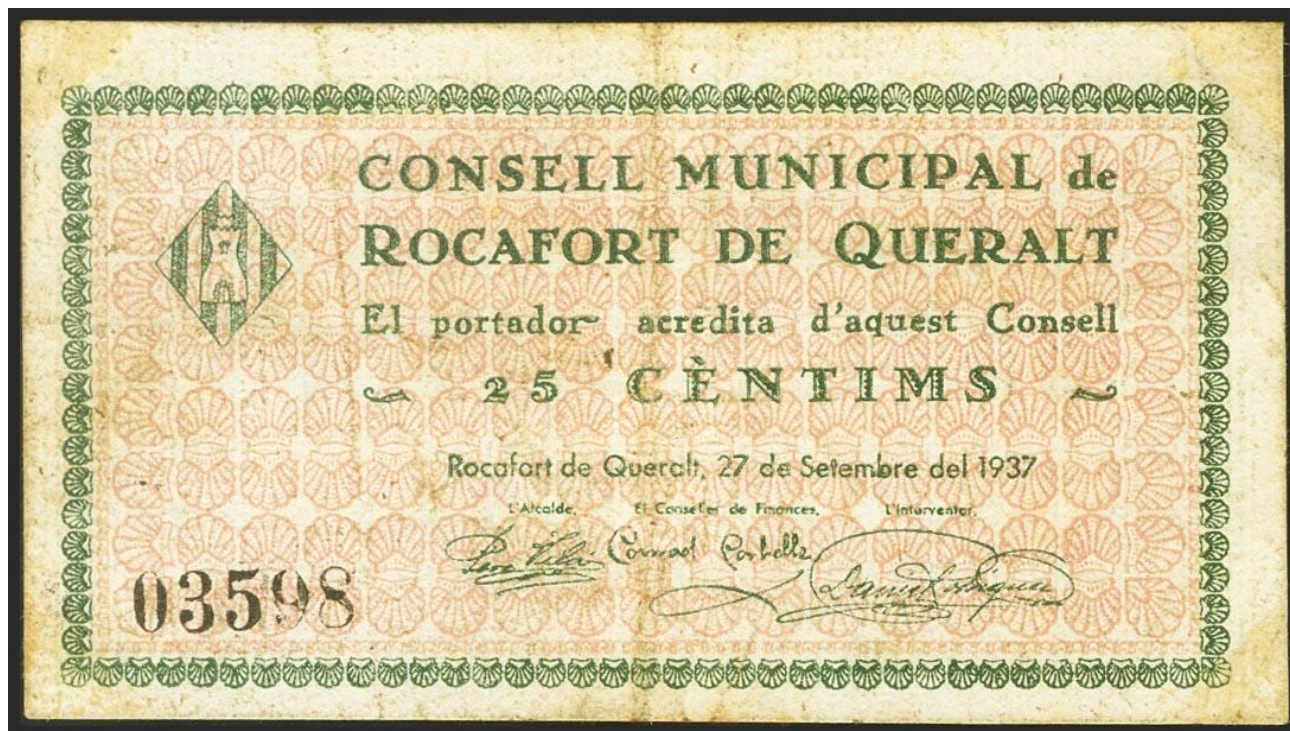 CONSELL MUNICIPAL de
ROCAFORT DE QUERALT
El portador acredita d'aquest Consell
25 CÈNTIMS
Rocafort de Queralt, 27 de Setembre del 1937
L'Alcalde, El Conseller de Finances, L'Interventor,
03598